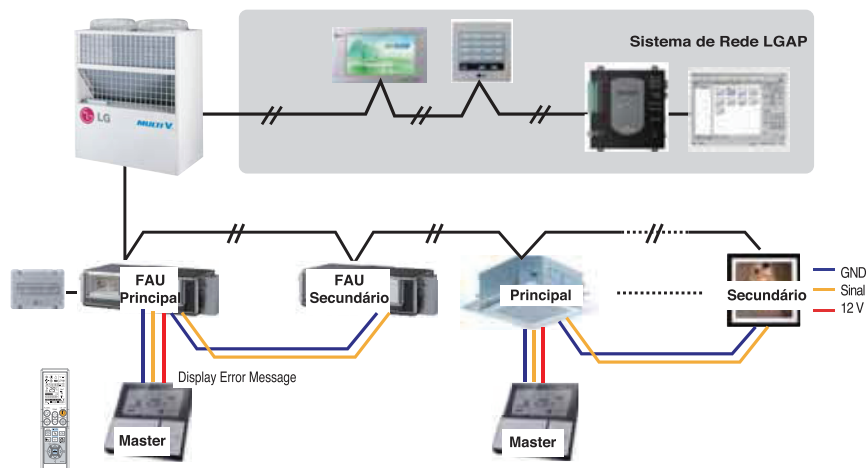 Sistema de Rede LGAP
LG
MULTI V
FAU
Principal
FAU
Secundário
Principal
Secundário
GND
Sinal
12 V
Display Error Message
Master
Master